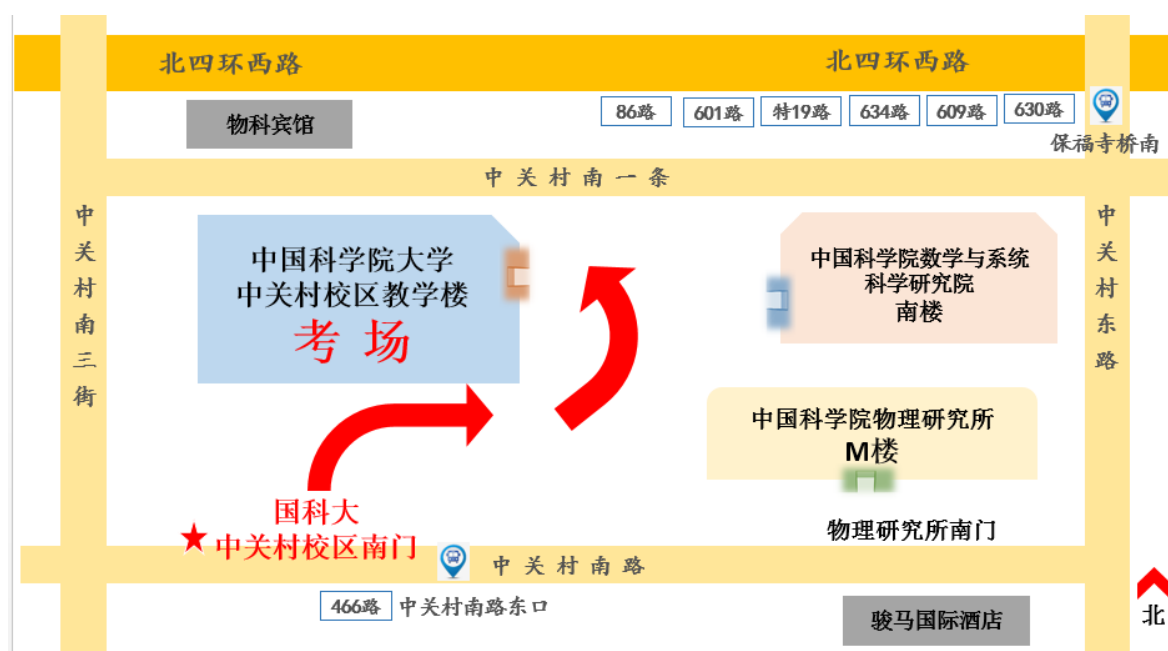 北四环西路
北四环西路
物科宾馆
86路
601路
特19路
634路
609路
630路
保福寺桥南
中关村南一条
中关村南三街
中国科学院大学
中关村校区教学楼
考场
中国科学院数学与系统
科学研究院
南楼
中关村东路
中国科学院物理研究所
M楼
国科大
中关村校区南门
物理研究所南门
中关村南路
466路
中关村南路东口
骏马国际酒店
北